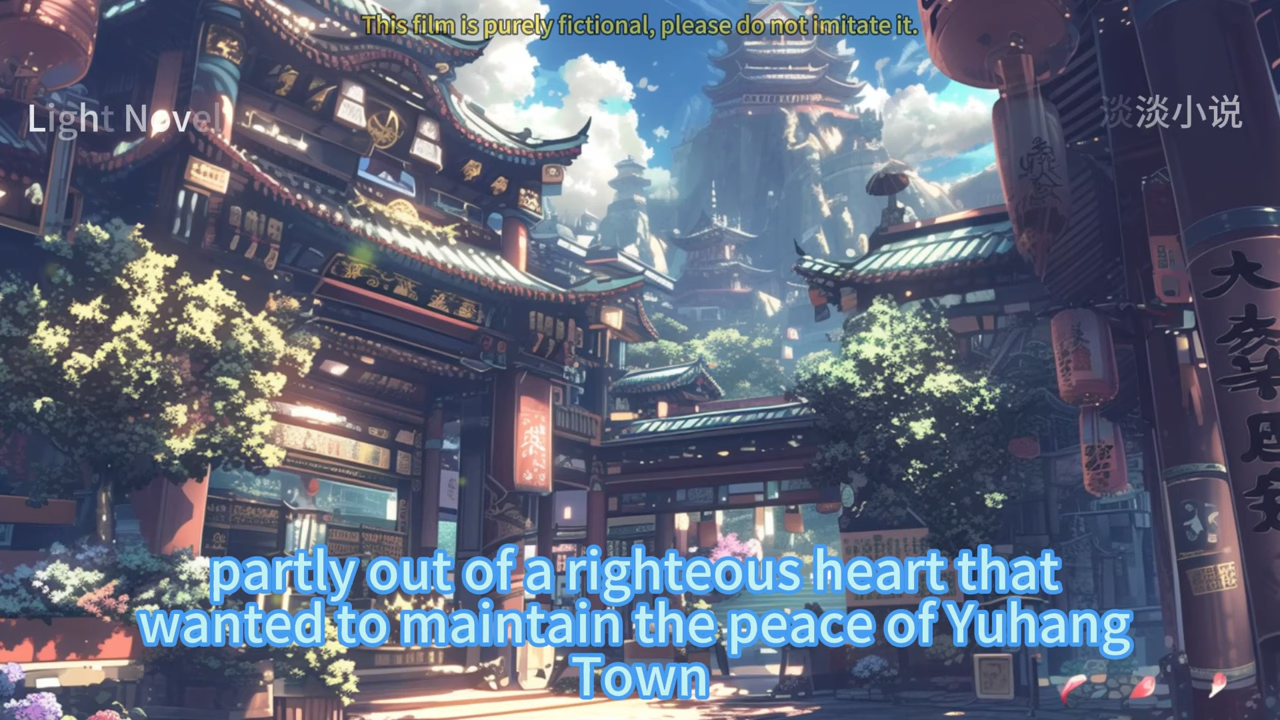 This film is purely fictional, please do not imitate it.
Light Novel
淡淡小说
partly out of a righteous heart that
wanted to maintain the peace of Yuhang
Town